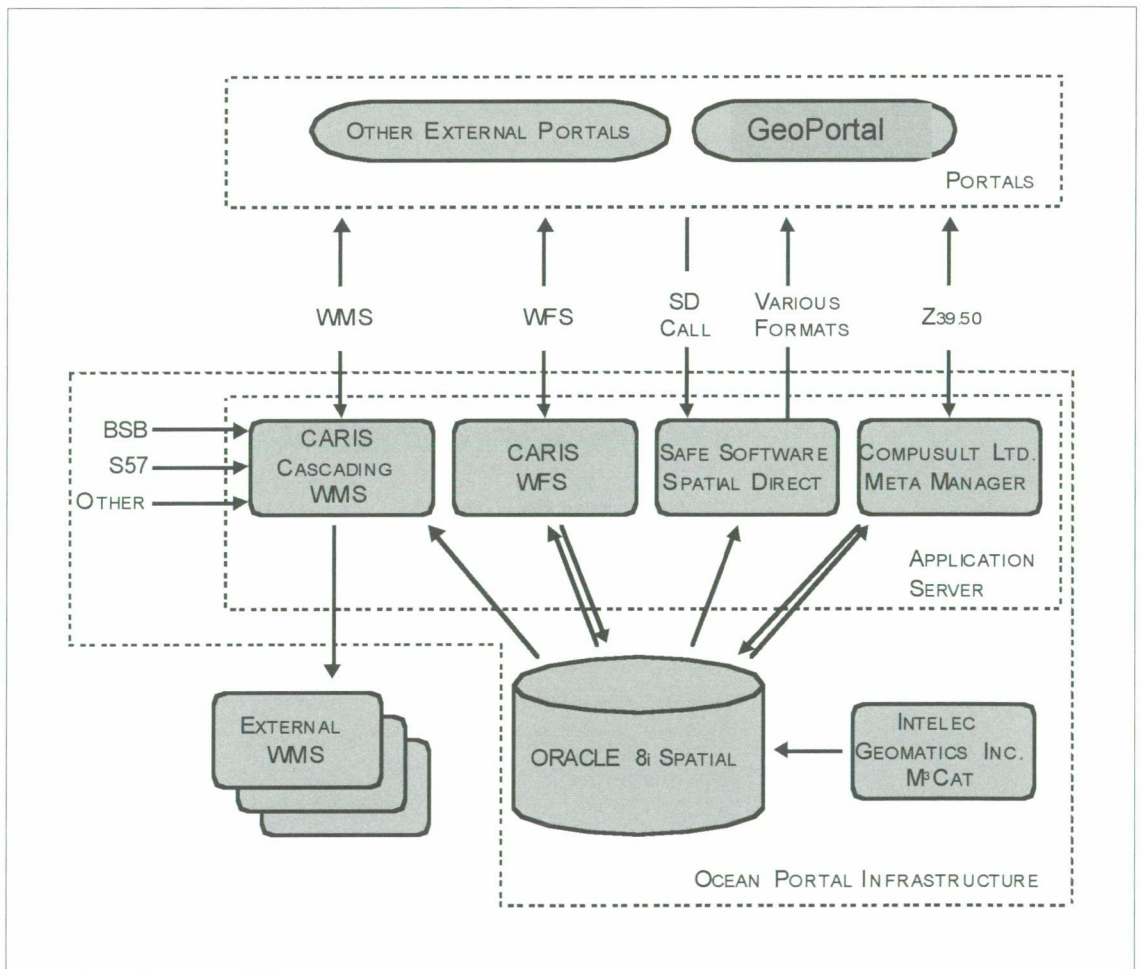 OTHER EXTERNAL PORTALS
GeoPortal
PORTALS
WMS
WFS
SD
CALL
VARIOUS
FORMATS
Z39.50
BSB
S57
OTHER
CARIS
CASCADING
WMS
CARIS
WFS
SAFE SOFTWARE
SPATIAL DIRECT
COMPUSULT LTD.
META MANAGER
APPLICATION
SERVER
EXTERNAL
WMS
ORACLE 8i SPATIAL
INTELEC
GEOMATICS INC.
M³CAT
OCEAN PORTAL INFRASTRUCTURE